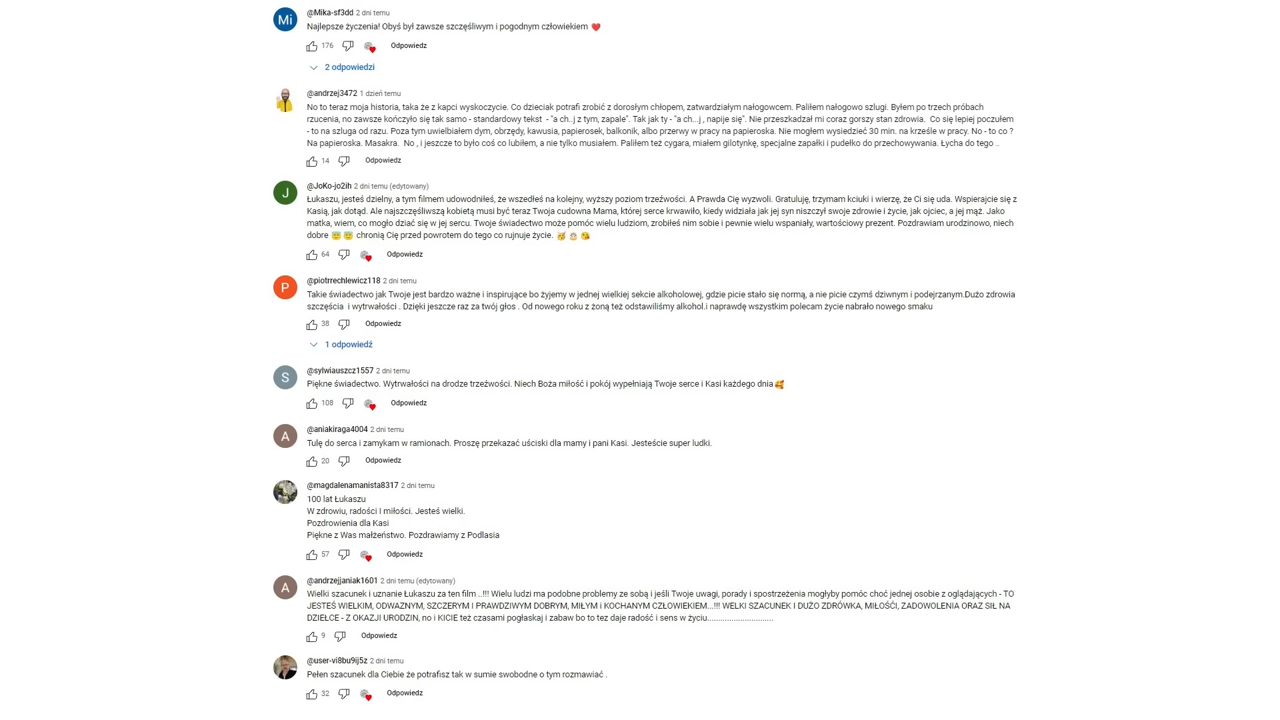 Mi
@Mika-sf3dd 2 dni temu
Najlepsze życzenia! Obyś był zawsze szczęśliwym i pogodnym człowiekiem ❤️
176 Odpowiedz
2 odpowiedzi
@andrzej3472 1 dzień temu
No to teraz moja historia, taka że z kapci wyskoczycie. Co dzieciak potrafi zrobić z dorosłym chłopem, zatwardziałym nałogowcem. Paliłem nałogowo szlugi. Byłem po trzech próbach
rzucenia, no zawsze kończyło się tak samo - standardowy tekst - "a ch..j z tym, zapale". Tak jak ty - "a ch...j , napije się". Nie przeszkadzał mi coraz gorszy stan zdrowia. Co się lepiej poczułem
- to na szluga od razu. Poza tym uwielbiałem dym, obrzędy, kawusia, papierosek, balkonik, albo przerwy w pracy na papieroska. Nie mogłem wysiedzieć 30 min. na krześle w pracy. No - to co ?
Na papieroska. Masakra. No , i jeszcze to było coś co lubiłem, a nie tylko musiałem. Paliłem też cygara, miałem gilotynkę, specjalne zapałki i pudełko do przechowywania. Łycha do tego ..
14 Odpowiedz
J
@JoKo-jo2ih 2 dni temu (edytowany)
Łukaszu, jesteś dzielny, a tym filmem udowodniłeś, że wszedłeś na kolejny, wyższy poziom trzeźwości. A Prawda Cię wyzwoli. Gratuluję, trzymam kciuki i wierzę, że Ci się uda. Wspierajcie się z
Kasią, jak dotąd. Ale najszczęśliwszą kobietą musi być teraz Twoja cudowna Mama, której serce krwawiło, kiedy widziała jak jej syn niszczył swoje zdrowie i życie, jak ojciec, a jej mąż. Jako
matka, wiem, co mogło dziać się w jej sercu. Twoje świadectwo może pomóc wielu ludziom, zrobiłeś nim sobie i pewnie wielu wspaniały, wartościowy prezent. Pozdrawiam urodzinowo, niech
dobre 😇 😇 chronią Cię przed powrotem do tego co rujnuje życie. 🥳 🎂 😘
64 Odpowiedz
P
@piotrrechlewicz118 2 dni temu
Takie świadectwo jak Twoje jest bardzo ważne i inspirujące bo żyjemy w jednej wielkiej sekcie alkoholowej, gdzie picie stało się normą, a nie picie czymś dziwnym i podejrzanym.Dużo zdrowia
szczęścia i wytrwałości . Dzięki jeszcze raz za twój głos . Od nowego roku z żoną też odstawiliśmy alkohol.i naprawdę wszystkim polecam życie nabrało nowego smaku
38 Odpowiedz
1 odpowiedź
S
@sylwiauszcz1557 2 dni temu
Piękne świadectwo. Wytrwałości na drodze trzeźwości. Niech Boża miłość i pokój wypełniają Twoje serce i Kasi każdego dnia🥰
108 Odpowiedz
A
@aniakiraga4004 2 dni temu
Tulę do serca i zamykam w ramionach. Proszę przekazać uściski dla mamy i pani Kasi. Jesteście super ludki.
20 Odpowiedz
@magdalenamanista8317 2 dni temu
100 lat Łukaszu
W zdrowiu, radości I miłości. Jesteś wielki.
Pozdrowienia dla Kasi
Piękne z Was małżeństwo. Pozdrawiamy z Podlasia
57 Odpowiedz
A
@andrzejjaniak1601 2 dni temu (edytowany)
Wielki szacunek i uznanie Łukaszu za ten film ..!!! Wielu ludzi ma podobne problemy ze sobą i jeśli Twoje uwagi, porady i spostrzeżenia mogłyby pomóc choć jednej osobie z oglądających - TO
JESTEŚ WIELKIM, ODWAZNYM, SZCZERYM I PRAWDZIWYM DOBRYM, MIŁYM i KOCHANYM CZŁOWIEKIEM...!!! WELKI SZACUNEK I DUŻO ZDRÓWKA, MIŁOŚĆI, ZADOWOLENIA ORAZ SIŁ NA
DZIEŁCE - Z OKAZJI URODZIN, no i KICIE też czasami pogłaskaj i zabaw bo to tez daje radość i sens w życiu..............................
9 Odpowiedz
@user-vi8bu9ij5z 2 dni temu
Pełen szacunek dla Ciebie że potrafisz tak w sumie swobodne o tym rozmawiać .
32 Odpowiedz